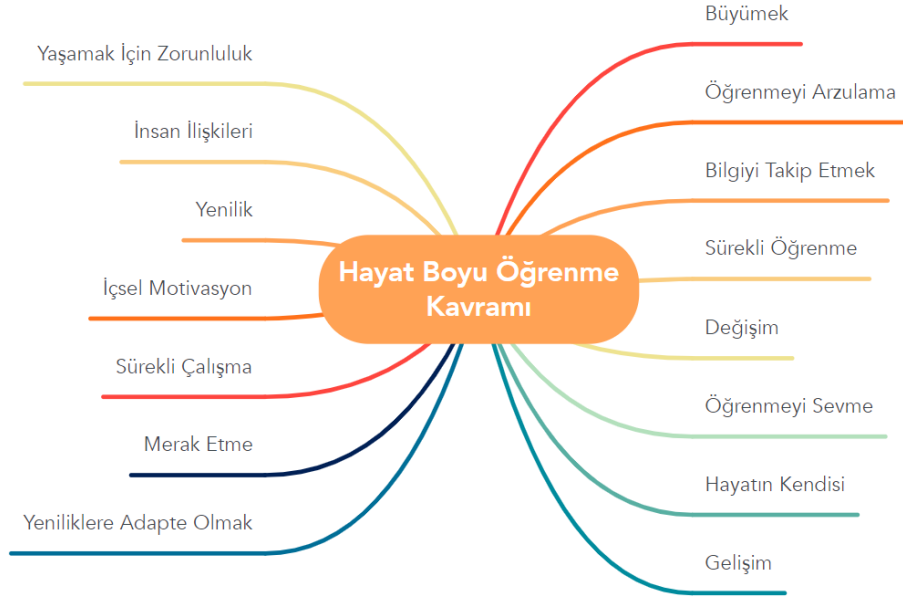 Hayat Boyu Öğrenme
Kavramı
Büyümek
Öğrenmeyi Arzulama
Bilgiyi Takip Etmek
Sürekli Öğrenme
Değişim
Öğrenmeyi Sevme
Hayatın Kendisi
Gelişim
Yaşamak İçin Zorunluluk
İnsan İlişkileri
Yenilik
İçsel Motivasyon
Sürekli Çalışma
Merak Etme
Yeniliklere Adapte Olmak